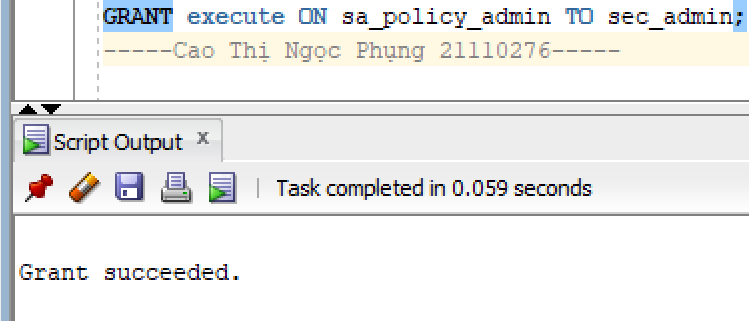 GRANT execute ON sa_policy_admin TO sec_admin;
-----Cao Thị Ngọc Phụng 21110276-----
Script Output x
Task completed in 0.059 seconds
Grant succeeded.